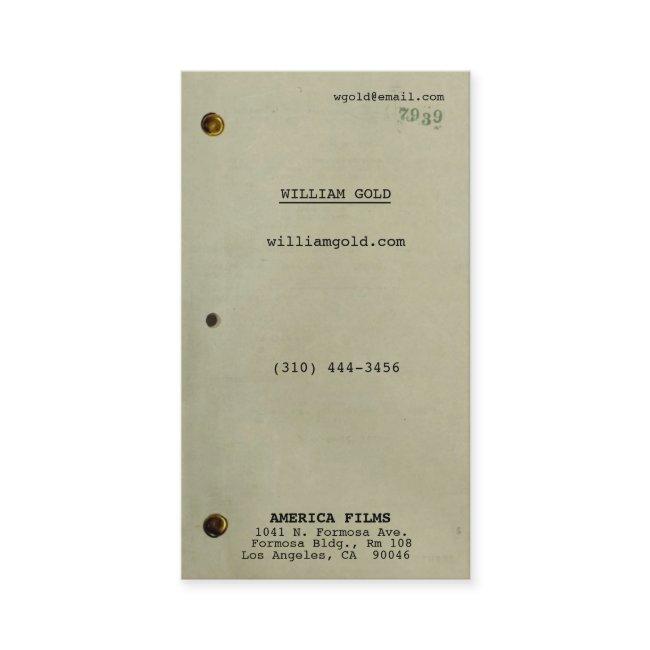 wgold@email.com
7939
WILLIAM GOLD
williamgold.com
(310) 444-3456
AMERICA FILMS
1041 N. Formosa Ave.
Formosa Bldg., Rm 108
Los Angeles, CA 90046